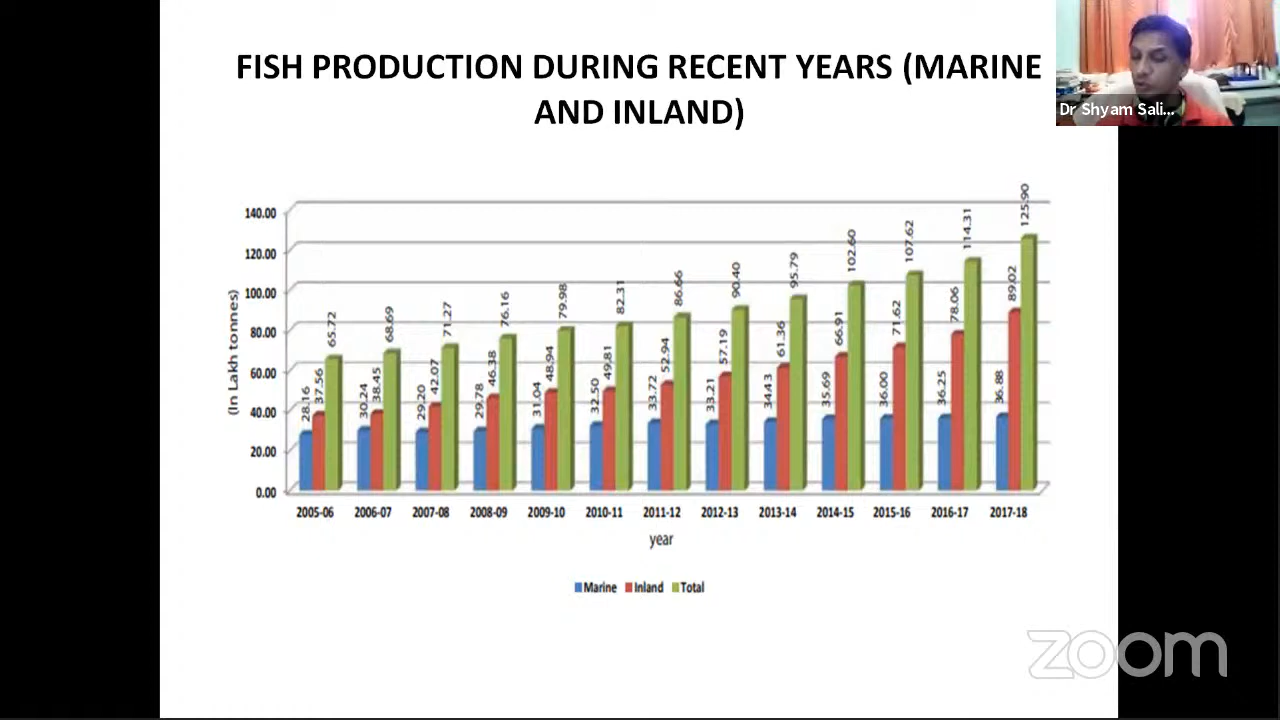 FISH PRODUCTION DURING RECENT YEARS (MARINE
AND INLAND)
Dr Shyam Sali...
(In Lakh tonnes)
140.00
120.00
100.00
80.00
60.00
40.00
20.00
0.00
28.16 37.56 65.72
30.24 38.45 68.69
29.20 42.07 71.27
29.78 46.38 76.16
31.04 48.94 79.98
32.50 49.81 82.31
33.72 52.94 86.66
33.21 57.19 90.40
34.43 61.36 95.79
35.69 66.91 102.60
36.00 71.62 107.62
36.25 78.06 114.31
36.88 89.02 125.90
2005-06 2006-07 2007-08 2008-09 2009-10 2010-11 2011-12 2012-13 2013-14 2014-15 2015-16 2016-17 2017-18
year
Marine Inland Total
zoom